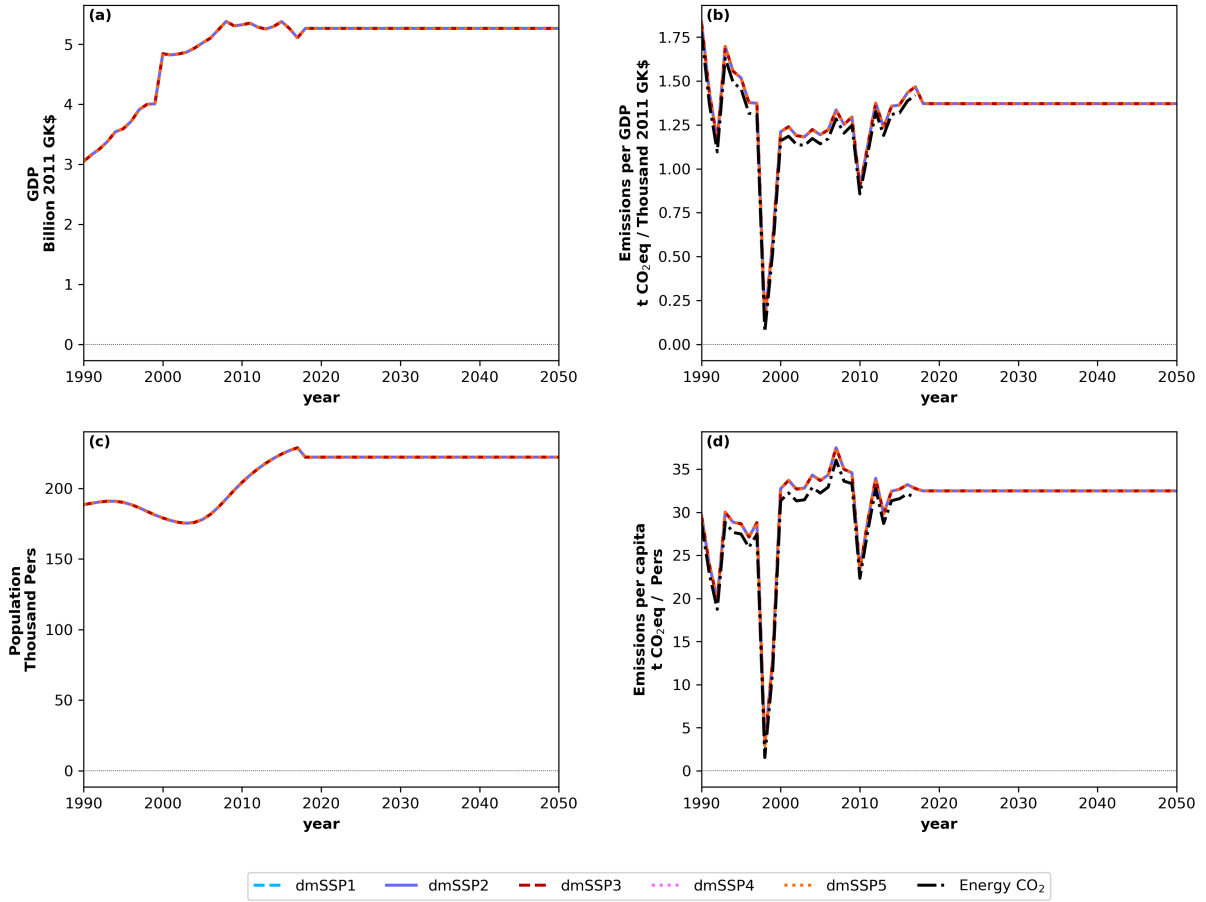 (a)
GDP
Billion 2011 GK$
5
4
3
2
1
0
1990 2000 2010 2020 2030 2040 2050
year
(b)
Emissions per GDP
t CO₂eq / Thousand 2011 GK$
1.75
1.50
1.25
1.00
0.75
0.50
0.25
0.00
1990 2000 2010 2020 2030 2040 2050
year
(c)
Population
Thousand Pers
200
150
100
50
0
1990 2000 2010 2020 2030 2040 2050
year
(d)
Emissions per capita
t CO₂eq / Pers
35
30
25
20
15
10
5
0
1990 2000 2010 2020 2030 2040 2050
year
dmSSP1 dmSSP2 dmSSP3 dmSSP4 dmSSP5 Energy CO₂